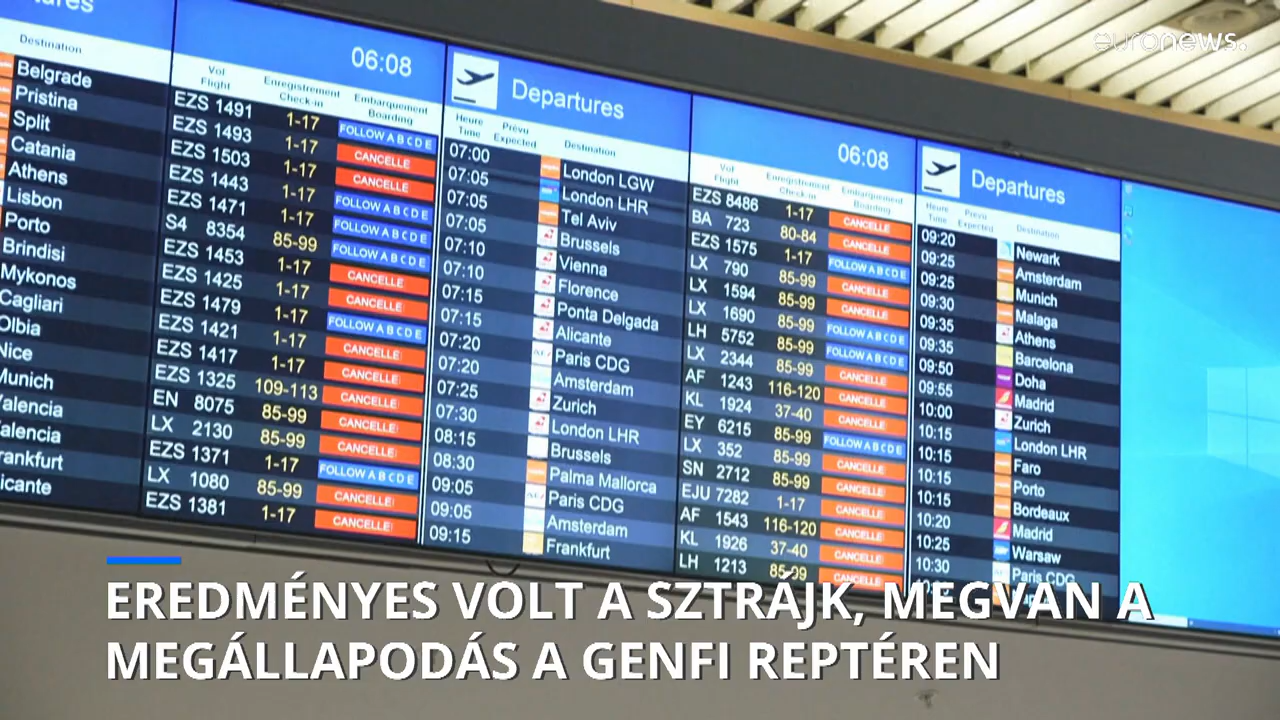 euronews.
tures
Destination Vol Flight Enregistrement Check-in Embarquement Boarding 06:08
Belgrade EZS 1491 1-17 FOLLOW A B C D E
Pristina EZS 1493 1-17 CANCELLE
Split EZS 1503 1-17 CANCELLE
Catania EZS 1443 1-17 FOLLOW A B C D E
Athens EZS 1471 1-17 FOLLOW A B C D E
Lisbon S4 8354 85-99 FOLLOW A B C D E
Porto EZS 1453 1-17 CANCELLE
Brindisi EZS 1425 1-17 CANCELLE
Mykonos EZS 1479 1-17 FOLLOW A B C D E
Cagliari EZS 1421 1-17 CANCELLE
Olbia EZS 1417 1-17 CANCELLE
Nice EZS 1325 109-113 CANCELLE
Munich EN 8075 85-99 CANCELLE
alencia LX 2130 85-99 CANCELLE
alencia EZS 1371 1-17 FOLLOW A B C D E
rankfurt LX 1080 85-99 CANCELLE
icante EZS 1381 1-17 CANCELLE
Departures 06:08
Heure Time Prévu Expected Destination Vol Flight Enregistrement Check-in Embarquement Boarding
07:00 London LGW EZS 8486 1-17 CANCELLE
07:05 London LHR BA 723 80-84 CANCELLE
07:05 Tel Aviv EZS 1575 1-17 FOLLOW A B C D E
07:05 Brussels LX 790 85-99 CANCELLE
07:10 Vienna LX 1594 85-99 CANCELLE
07:10 Florence LX 1690 85-99 FOLLOW A B C D E
07:15 Ponta Delgada LH 5752 85-99 FOLLOW A B C D E
07:15 Alicante LX 2344 85-99 CANCELLE
07:20 Paris CDG AF 1243 116-120 CANCELLE
07:20 Amsterdam KL 1924 37-40 CANCELLE
07:25 Zurich EY 6215 85-99 FOLLOW A B C D E
07:30 London LHR LX 352 85-99 CANCELLE
08:15 Brussels SN 2712 85-99 CANCELLE
08:30 Palma Mallorca EJU 7282 1-17 CANCELLE
09:05 Paris CDG AF 1543 116-120 CANCELLE
09:05 Amsterdam KL 1926 37-40 CANCELLE
09:15 Frankfurt LH 1213 85-99 CANCELLE
Departures
Heure Time Prévu Expected Destination
09:20 Newark
09:25 Amsterdam
09:25 Munich
09:30 Malaga
09:35 Athens
09:35 Barcelona
09:50 Doha
09:55 Madrid
10:00 Zurich
10:15 London LHR
10:15 Faro
10:15 Porto
10:15 Bordeaux
10:20 Madrid
10:25 Warsaw
10:30 Paris CDG
EREDMÉNYES VOLT A SZTRÁJK, MEGVAN A
MEGÁLLAPODÁS A GENFI REPTÉREN